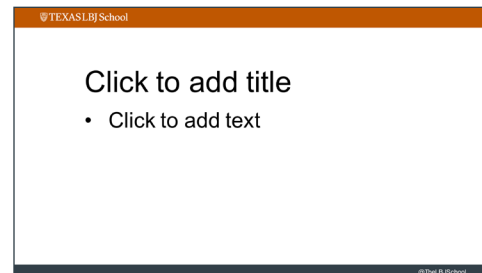 TEXAS LBJ School
Click to add title
• Click to add text
@TheLBJSchool